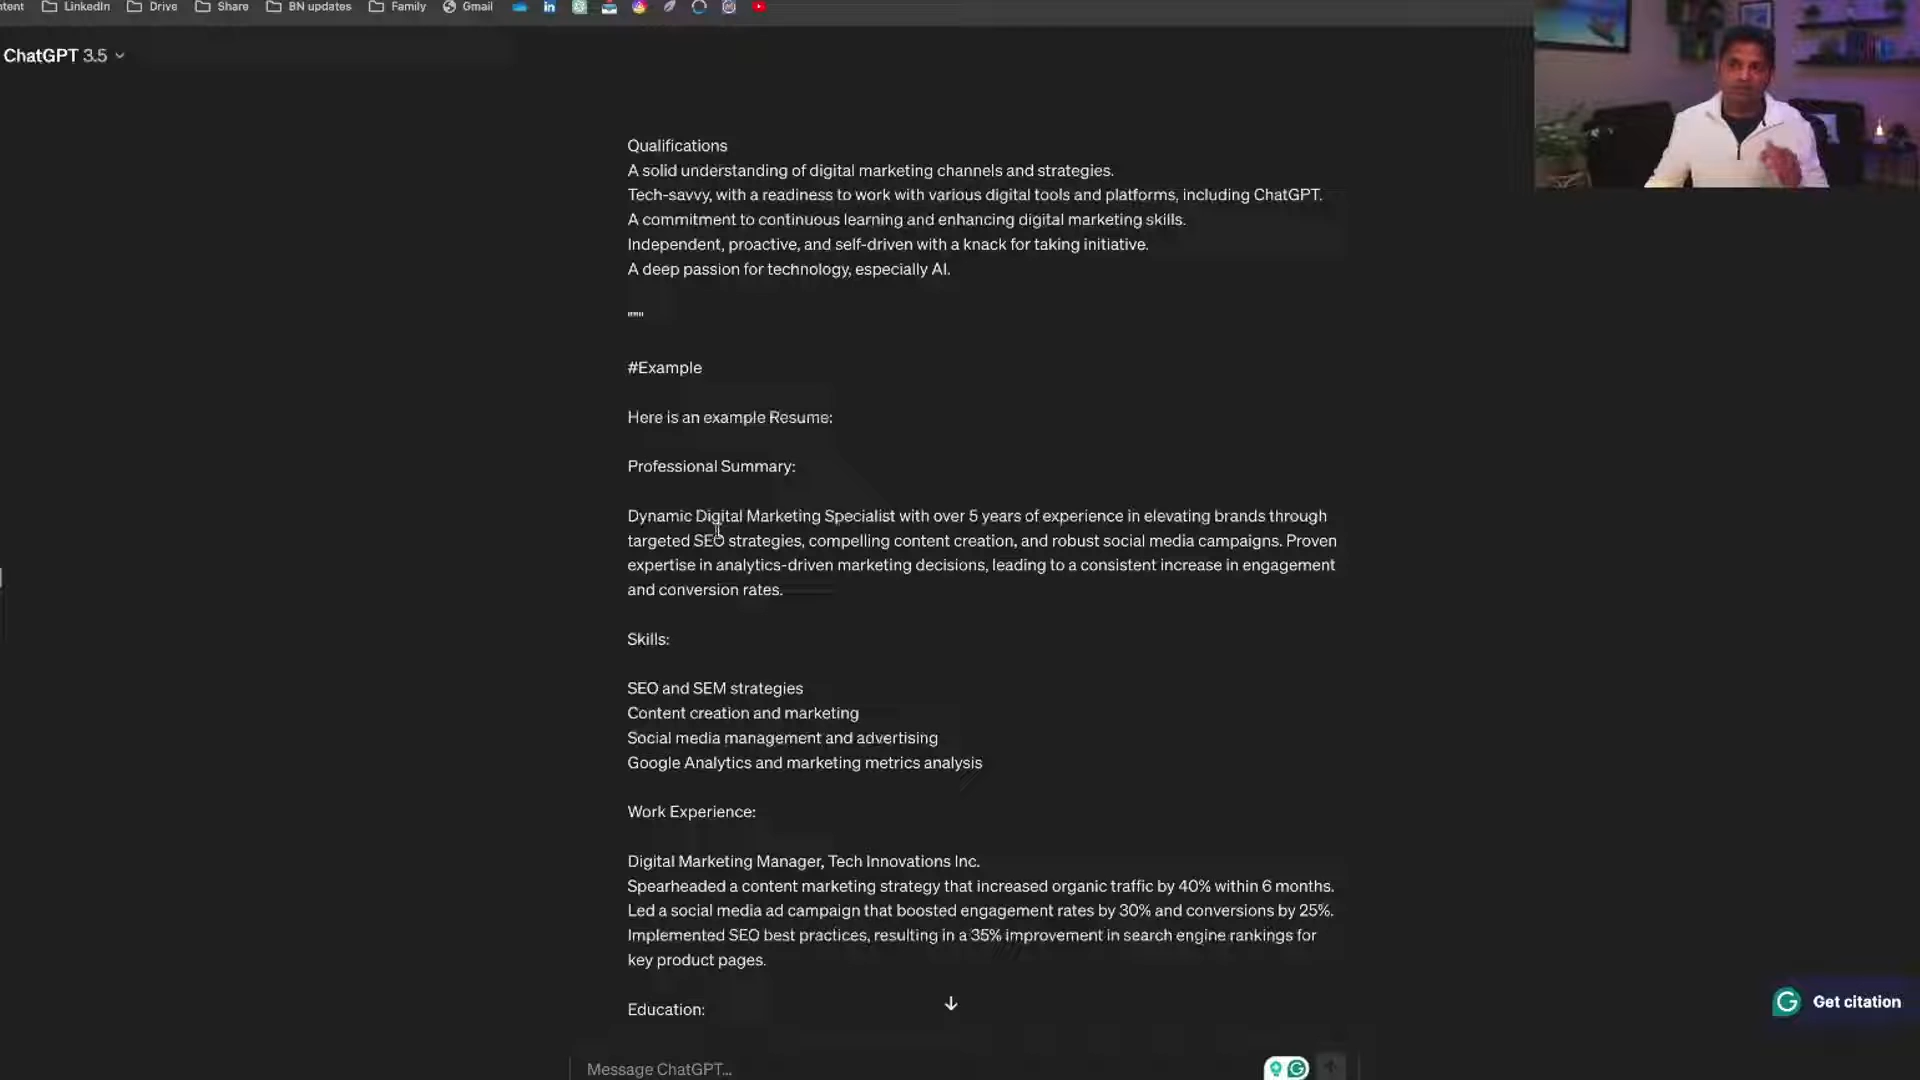 LinkedIn Drive Share BN updates Family Gmail
ChatGPT 3.5
Qualifications
A solid understanding of digital marketing channels and strategies.
Tech-savvy, with a readiness to work with various digital tools and platforms, including ChatGPT.
A commitment to continuous learning and enhancing digital marketing skills.
Independent, proactive, and self-driven with a knack for taking initiative.
A deep passion for technology, especially AI.
"""
#Example
Here is an example Resume:
Professional Summary:
Dynamic Digital Marketing Specialist with over 5 years of experience in elevating brands through
targeted SEO strategies, compelling content creation, and robust social media campaigns. Proven
expertise in analytics-driven marketing decisions, leading to a consistent increase in engagement
and conversion rates.
Skills:
SEO and SEM strategies
Content creation and marketing
Social media management and advertising
Google Analytics and marketing metrics analysis
Work Experience:
Digital Marketing Manager, Tech Innovations Inc.
Spearheaded a content marketing strategy that increased organic traffic by 40% within 6 months.
Led a social media ad campaign that boosted engagement rates by 30% and conversions by 25%.
Implemented SEO best practices, resulting in a 35% improvement in search engine rankings for
key product pages.
Education:
Get citation
Message ChatGPT...